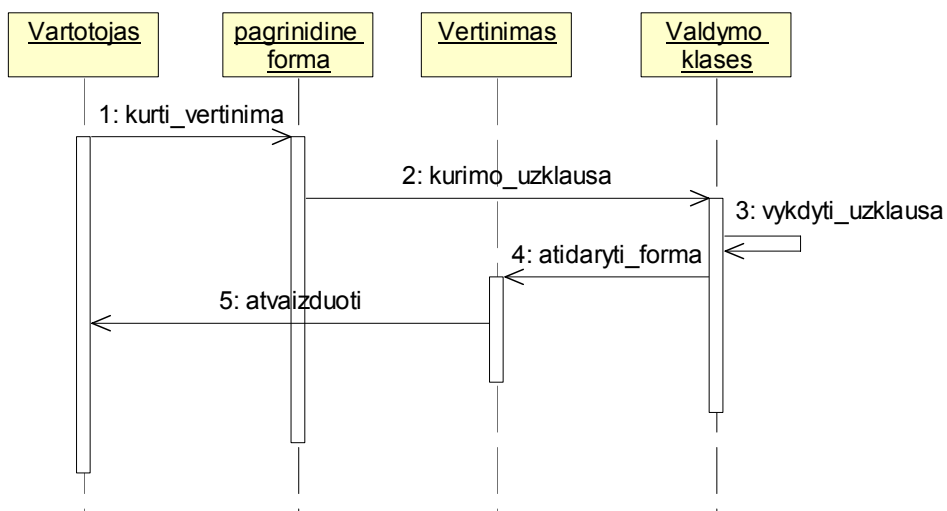 Vartotojas
pagrinidine
forma
Vertinimas
Valdymo
klases
1: kurti_vertinima
2: kurimo_uzklausa
3: vykdyti_uzklausa
4: atidaryti_forma
5: atvaizduoti